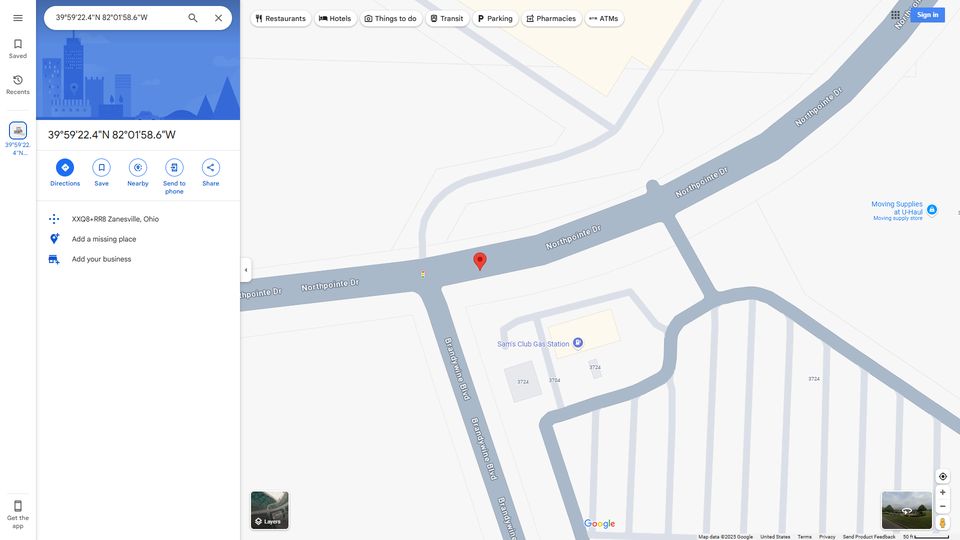 39°59'22.4"N 82°01'58.6"W
Restaurants
Hotels
Things to do
Transit
Parking
Pharmacies
ATMs
Sign in
Saved
Recents
39°59'22.
4"N...
39°59'22.4"N 82°01'58.6"W
Directions
Save
Nearby
Send to
phone
Share
XXQ8+RR8 Zanesville, Ohio
Add a missing place
Add your business
Get the
app
Northpointe Dr
Northpointe Dr
Northpointe Dr
Northpointe Dr
thpointe Dr
Moving Supplies
at U-Haul
Moving supply store
Brandywine Blvd
Brandywine Blvd
Sam's Club Gas Station
3724
3704
3724
3724
Layers
Google
Map data ©2025 Google
United States
Terms
Privacy
Send Product Feedback
50 ft